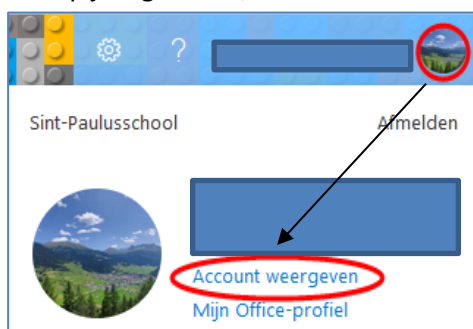 ?
Sint-Paulusschool Afmelden
Account weergeven
Mijn Office-profiel